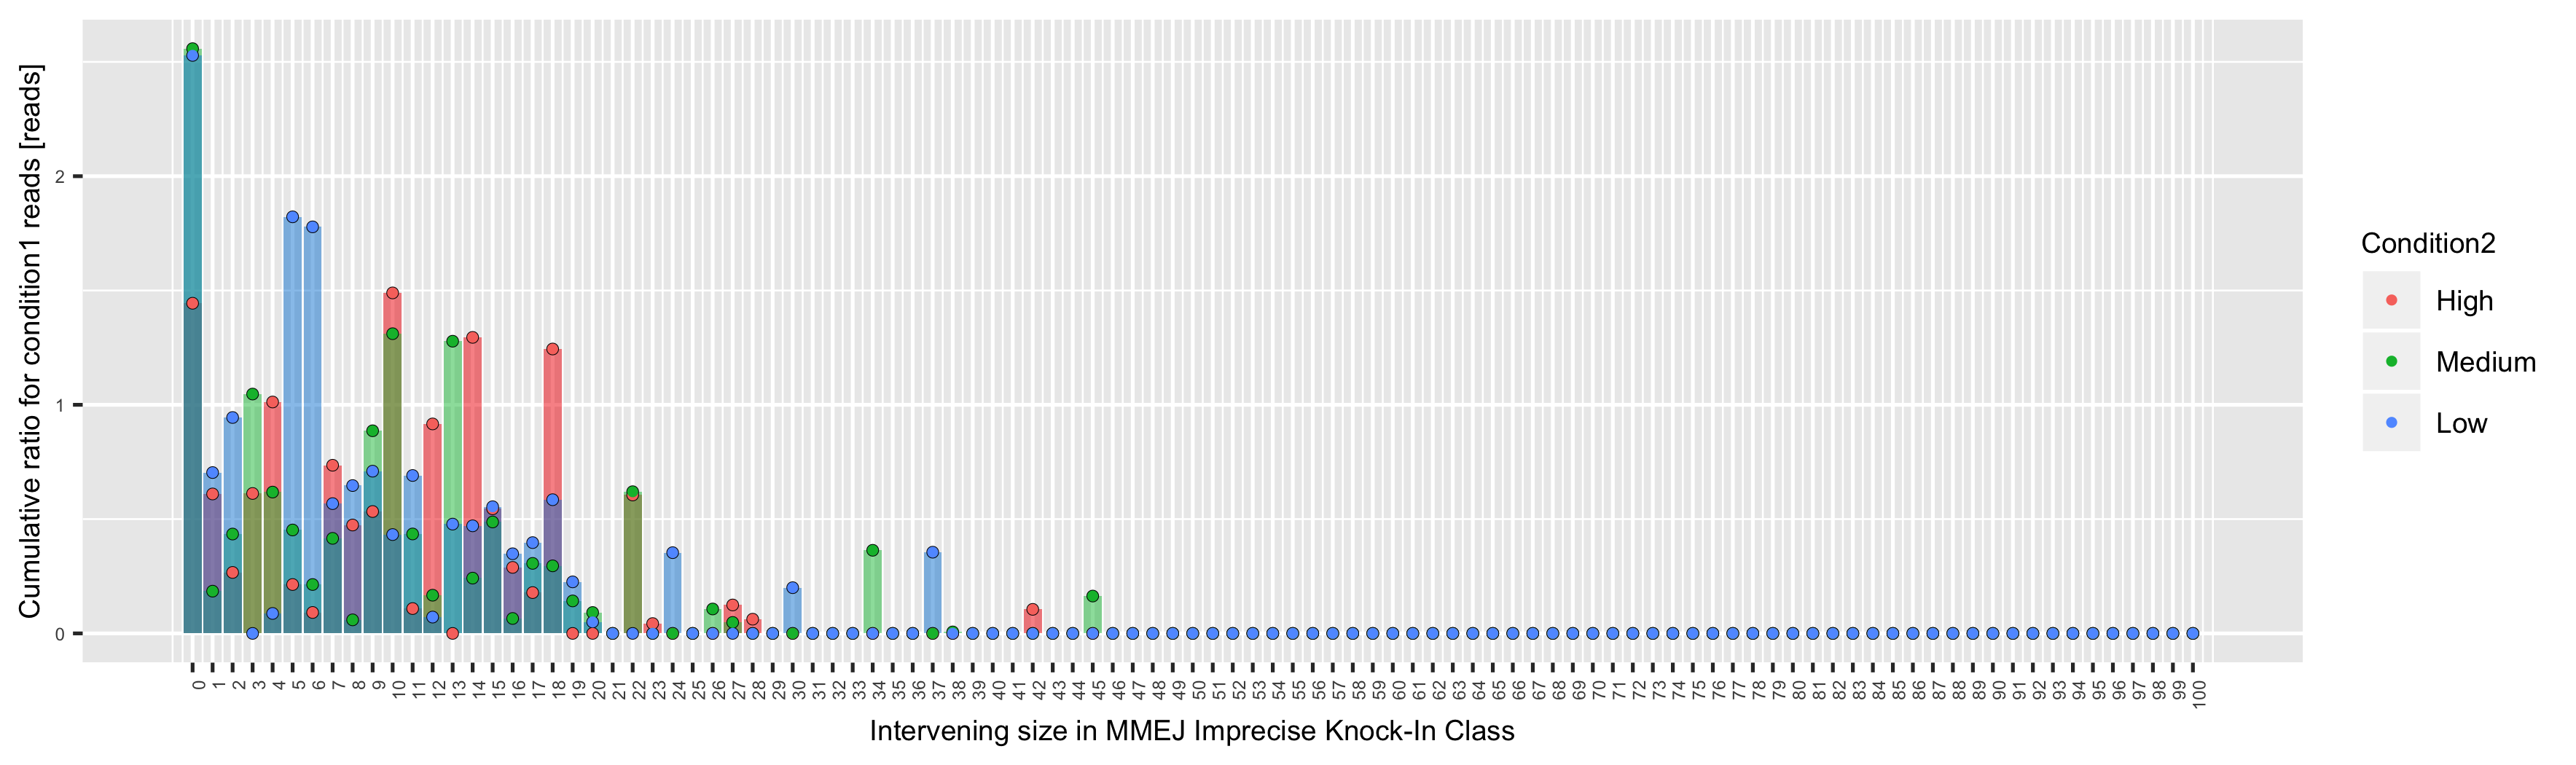 Cumulative ratio for condition1 reads [reads]
2
1
0
0 1 2 3 4 5 6 7 8 9 10 11 12 13 14 15 16 17 18 19 20 21 22 23 24 25 26 27 28 29 30 31 32 33 34 35 36 37 38 39 40 41 42 43 44 45 46 47 48 49 50 51 52 53 54 55 56 57 58 59 60 61 62 63 64 65 66 67 68 69 70 71 72 73 74 75 76 77 78 79 80 81 82 83 84 85 86 87 88 89 90 91 92 93 94 95 96 97 98 99 100
Intervening size in MMEJ Imprecise Knock-In Class
Condition2
High
Medium
Low